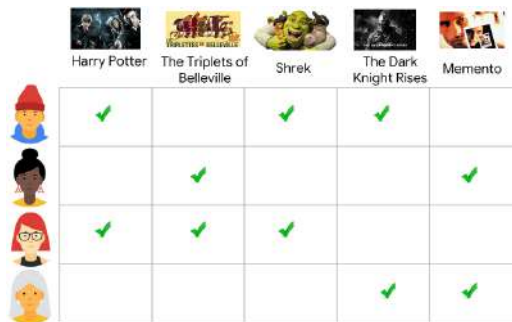 Harry Potter
The Triplets of
Belleville
Shrek
The Dark
Knight Rises
Memento